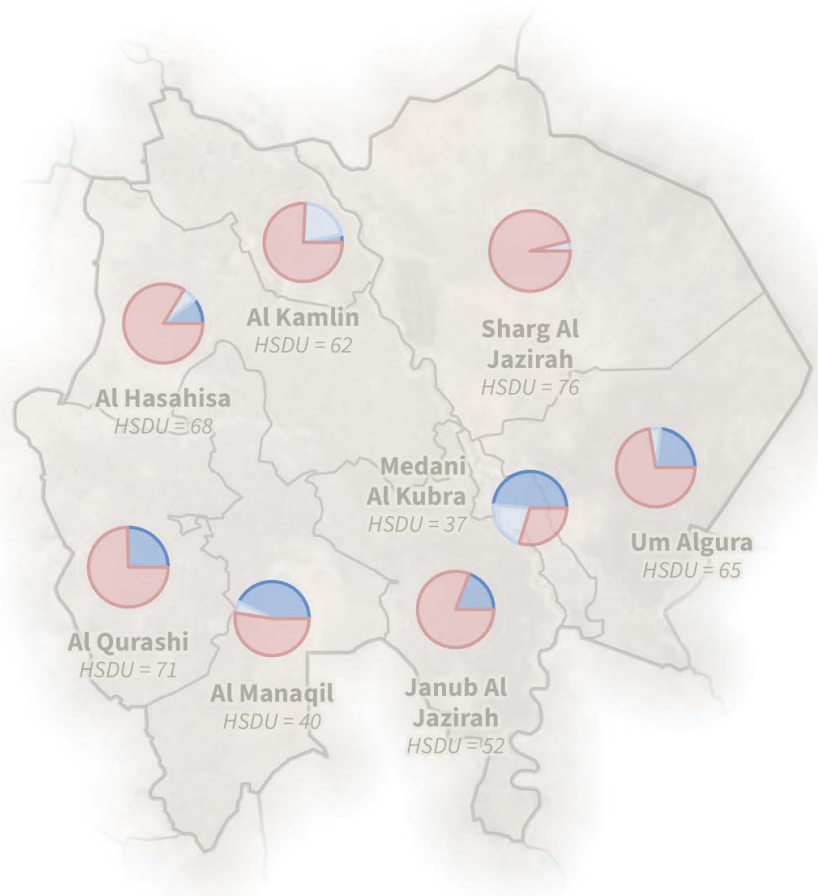 Al Kamlin
HSDU = 62
Sharg Al
Jazirah
HSDU = 76
Al Hasahisa
HSDU = 68
Medani
Al Kubra
HSDU = 37
Um Algura
HSDU = 65
Al Qurashi
HSDU = 71
Al Manaqil
HSDU = 40
Janub Al
Jazirah
HSDU = 52